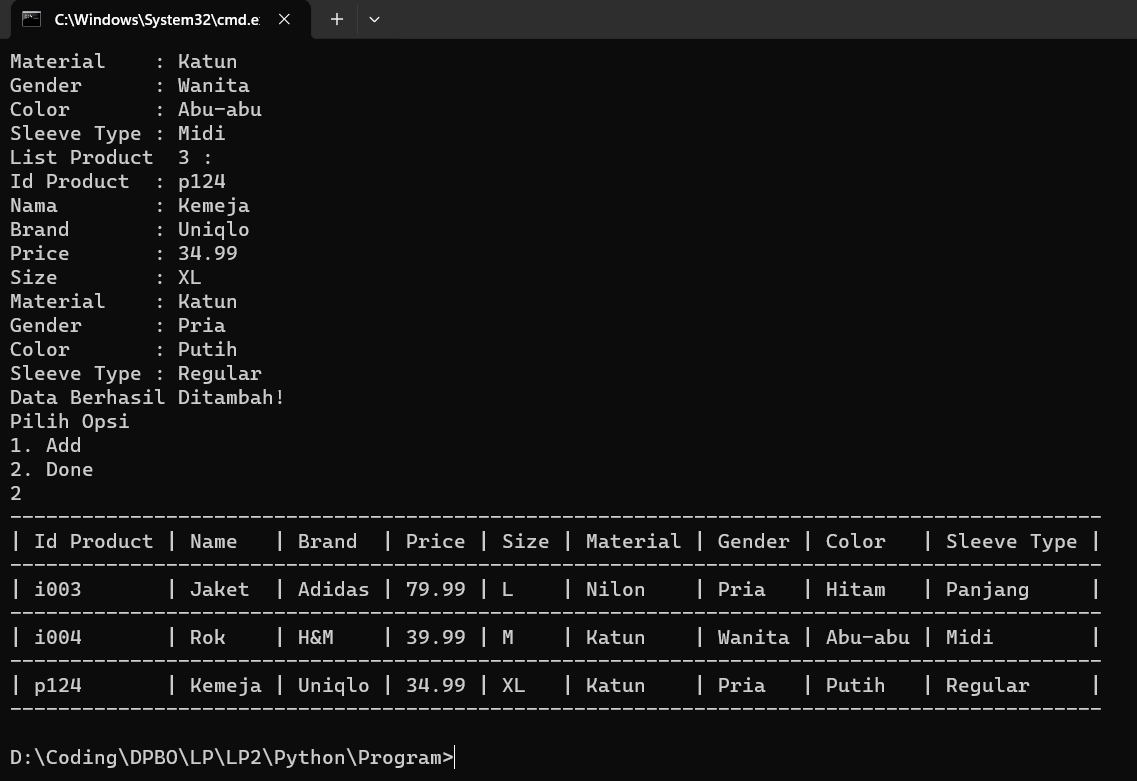 C:\Windows\System32\cmd.e
Material    : Katun
Gender      : Wanita
Color       : Abu-abu
Sleeve Type : Midi
List Product  3 :
Id Product  : p124
Nama        : Kemeja
Brand       : Uniqlo
Price       : 34.99
Size        : XL
Material    : Katun
Gender      : Pria
Color       : Putih
Sleeve Type : Regular
Data Berhasil Ditambah!
Pilih Opsi
1. Add
2. Done
2
-------------------------------------------------------------------------------------------
| Id Product | Name   | Brand  | Price | Size | Material | Gender | Color   | Sleeve Type |
-------------------------------------------------------------------------------------------
| i003       | Jaket  | Adidas | 79.99 | L    | Nilon    | Pria   | Hitam   | Panjang     |
-------------------------------------------------------------------------------------------
| i004       | Rok    | H&M    | 39.99 | M    | Katun    | Wanita | Abu-abu | Midi        |
-------------------------------------------------------------------------------------------
| p124       | Kemeja | Uniqlo | 34.99 | XL   | Katun    | Pria   | Putih   | Regular     |
-------------------------------------------------------------------------------------------
D:\Coding\DPBO\LP\LP2\Python\Program>